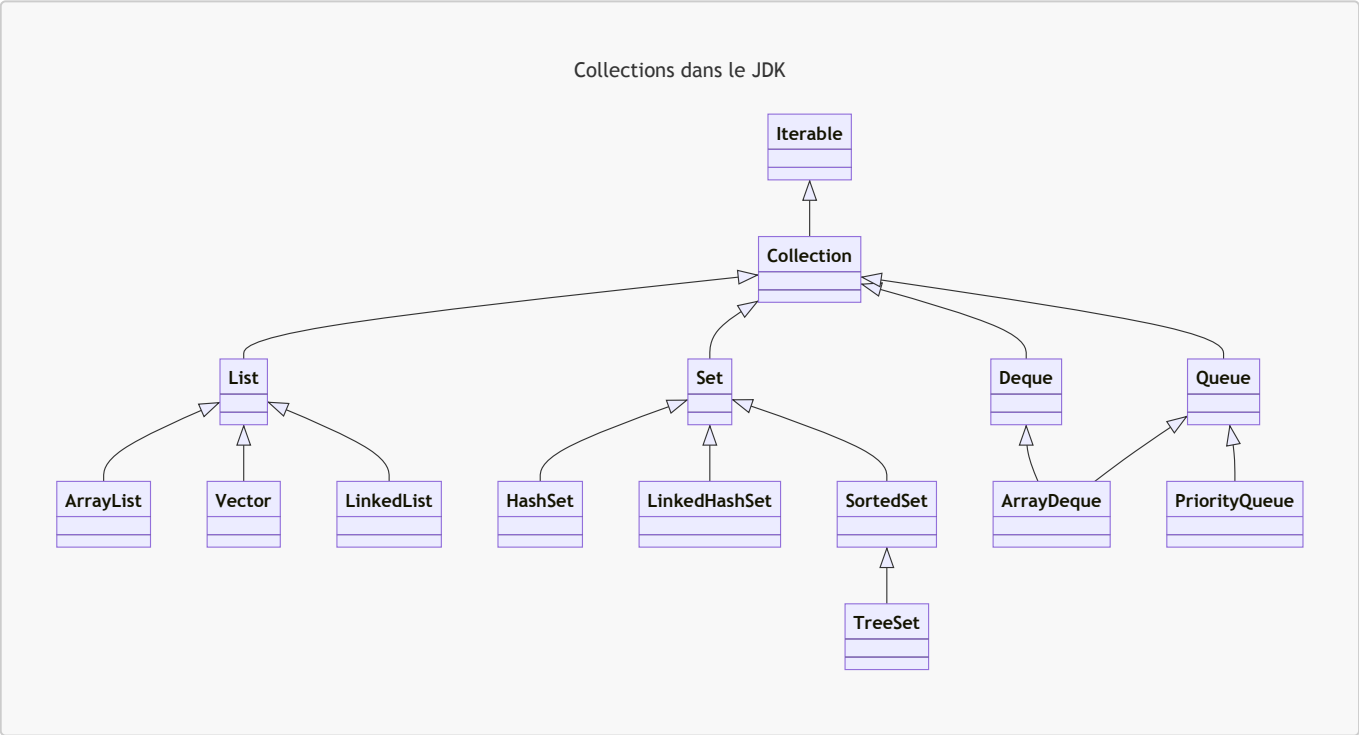 Collections dans le JDK
Iterable
Collection
List
Set
Deque
Queue
ArrayList
Vector
LinkedList
HashSet
LinkedHashSet
SortedSet
ArrayDeque
PriorityQueue
TreeSet